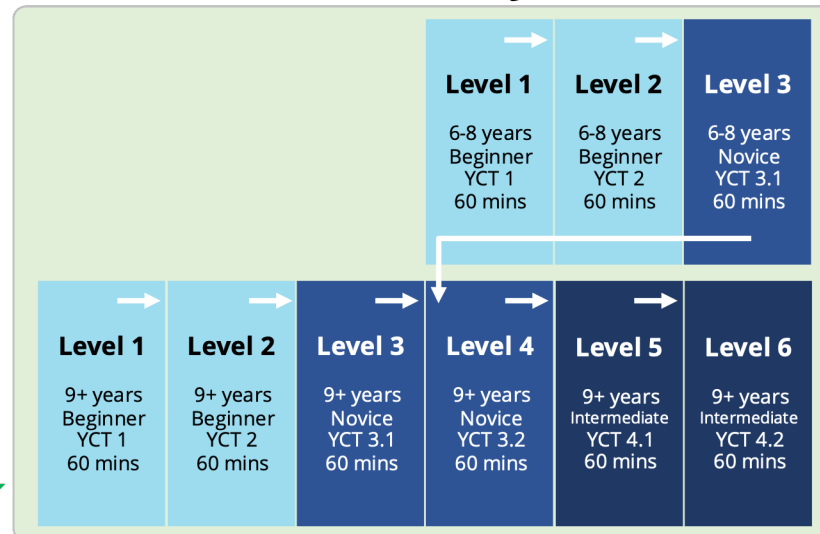 Level 1
6-8 years
Beginner
YCT 1
60 mins
Level 2
6-8 years
Beginner
YCT 2
60 mins
Level 3
6-8 years
Novice
YCT 3.1
60 mins
Level 1
9+ years
Beginner
YCT 1
60 mins
Level 2
9+ years
Beginner
YCT 2
60 mins
Level 3
9+ years
Novice
YCT 3.1
60 mins
Level 4
9+ years
Novice
YCT 3.2
60 mins
Level 5
9+ years
Intermediate
YCT 4.1
60 mins
Level 6
9+ years
Intermediate
YCT 4.2
60 mins